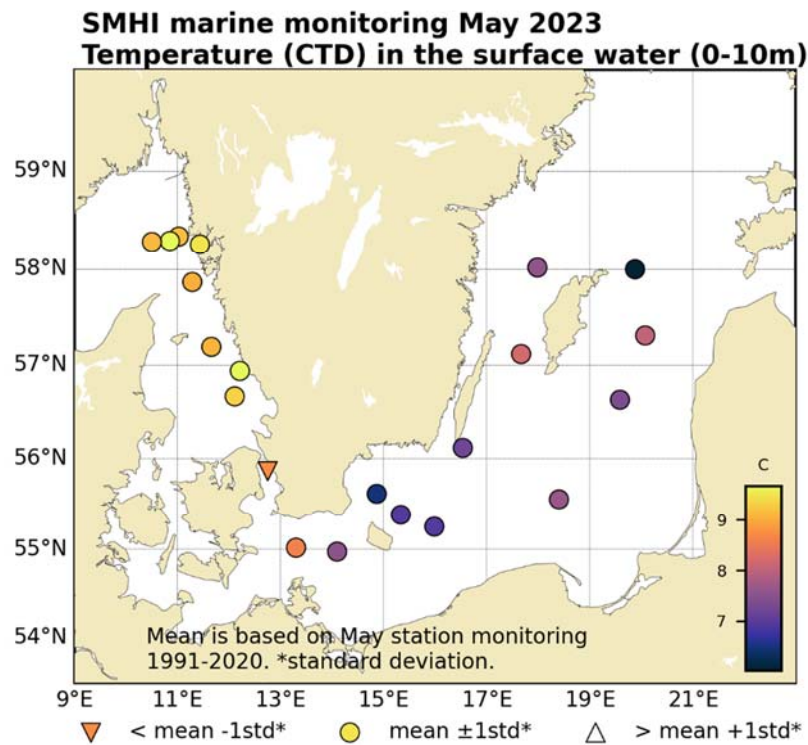 SMHI marine monitoring May 2023
Temperature (CTD) in the surface water (0-10m)
59°N
58°N
57°N
56°N
55°N
54°N
C
9
8
7
Mean is based on May station monitoring
1991-2020. *standard deviation.
9°E 11°E 13°E 15°E 17°E 19°E 21°E
< mean -1std* mean ±1std* > mean +1std*